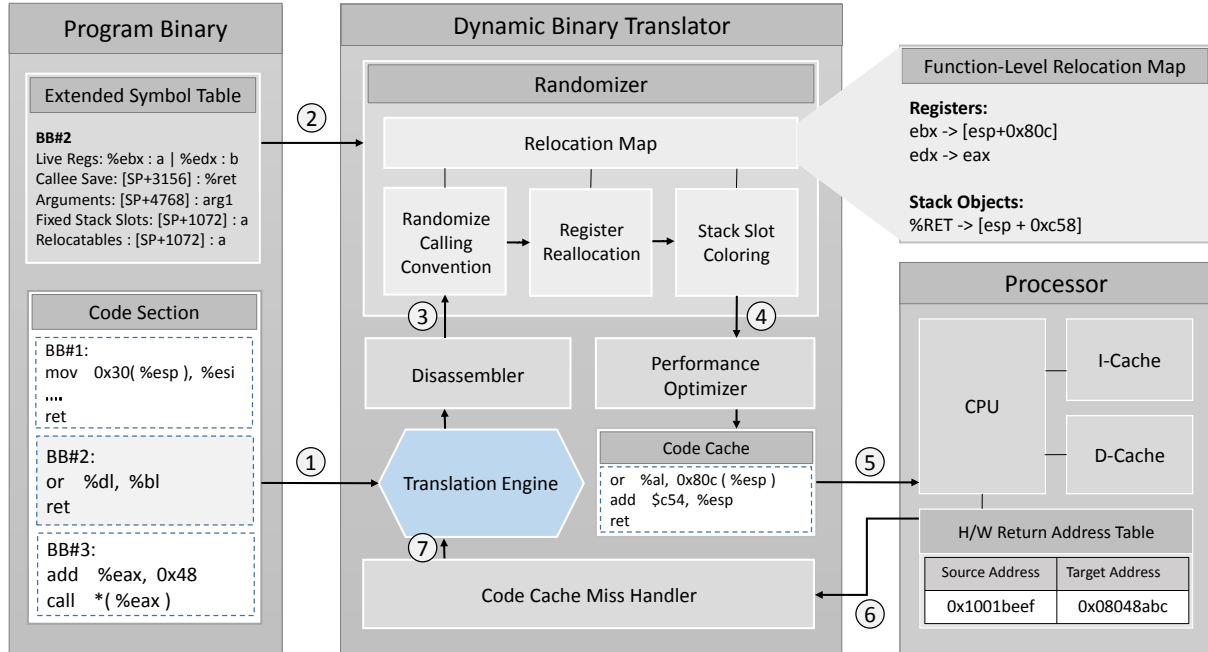 Program Binary
Extended Symbol Table
BB#2
Live Regs: %ebx : a | %edx : b
Callee Save: [SP+3156] : %ret
Arguments: [SP+4768] : arg1
Fixed Stack Slots: [SP+1072] : a
Relocatables : [SP+1072] : a
Code Section
BB#1:
mov 0x30( %esp ), %esi
....
ret
BB#2:
or %dl, %bl
ret
BB#3:
add %eax, 0x48
call *( %eax )
2
1
Dynamic Binary Translator
Randomizer
Relocation Map
Randomize
Calling
Convention
Register
Reallocation
Stack Slot
Coloring
3
4
Disassembler
Performance
Optimizer
Translation Engine
Code Cache
or %al, 0x80c ( %esp )
add $c54, %esp
ret
7
Code Cache Miss Handler
5
6
Function-Level Relocation Map
Registers:
ebx -> [esp+0x80c]
edx -> eax
Stack Objects:
%RET -> [esp + 0xc58]
Processor
CPU
I-Cache
D-Cache
H/W Return Address Table
Source Address Target Address
0x1001beef 0x08048abc